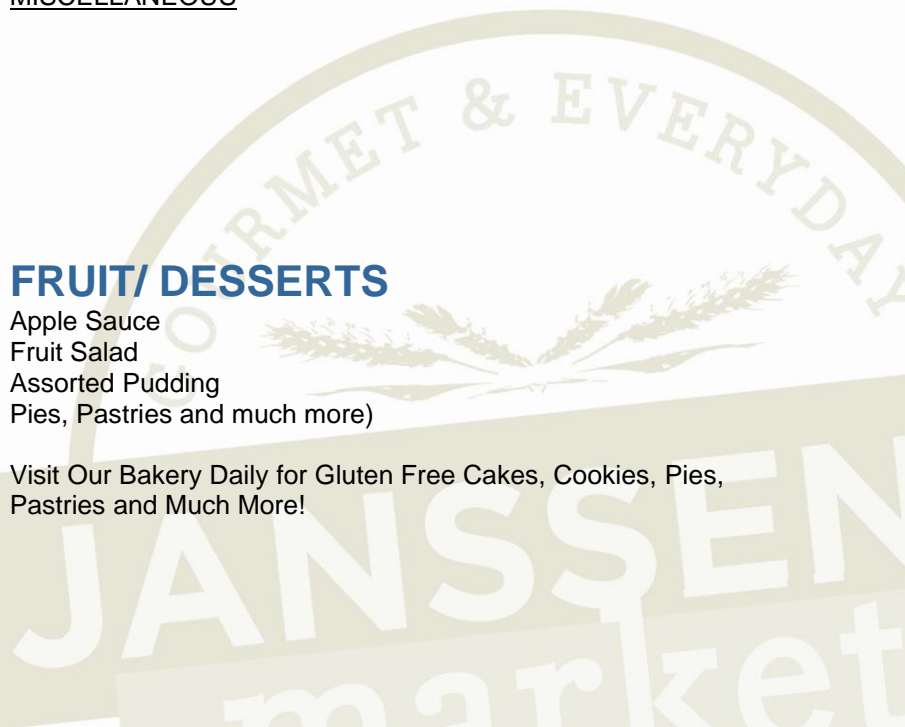 MISCELLANEOUS
GOURMET & EVERYDAY
FRUIT/ DESSERTS
Apple Sauce
Fruit Salad
Assorted Pudding
Pies, Pastries and much more)
Visit Our Bakery Daily for Gluten Free Cakes, Cookies, Pies,
Pastries and Much More!
JANSSEN
market